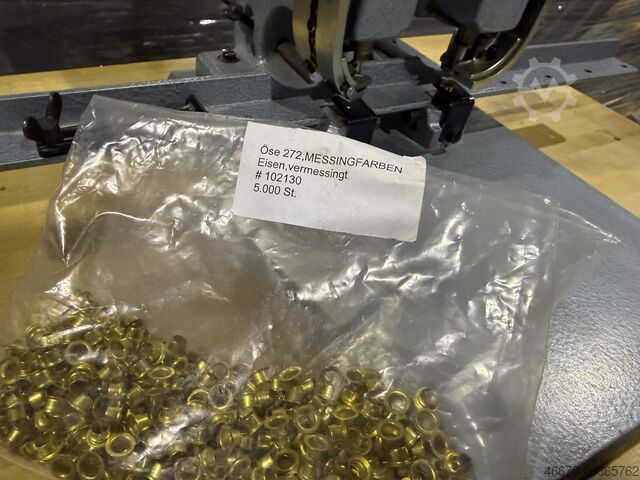 Öse 272,MESSINGFARBEN
Eisen,vermessingt
# 102130
5.000 St.